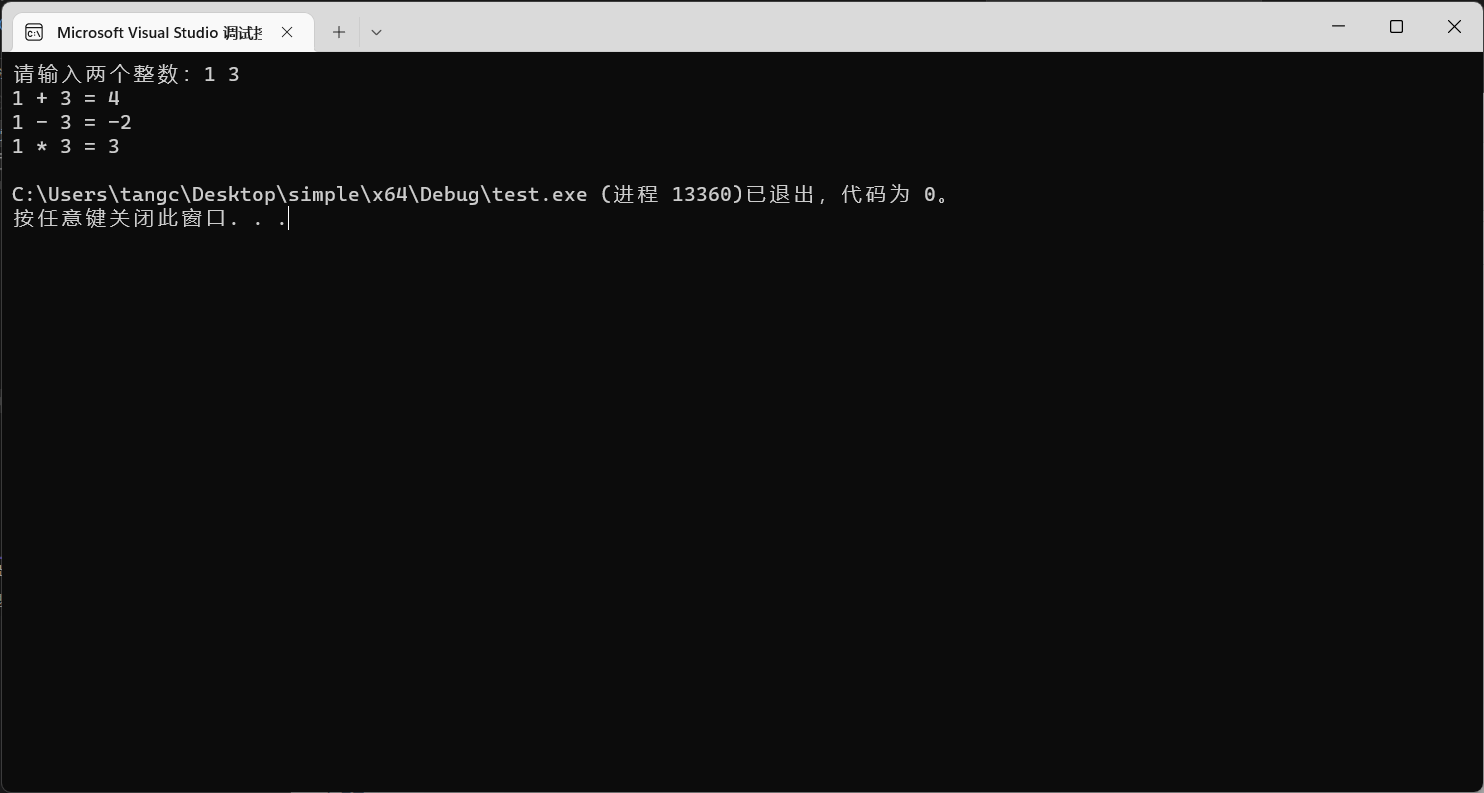 Microsoft Visual Studio 调试
请输入两个整数：1 3
1 + 3 = 4
1 - 3 = -2
1 * 3 = 3
C:\Users\tangc\Desktop\simple\x64\Debug\test.exe (进程 13360)已退出，代码为 0。
按任意键关闭此窗口. . .